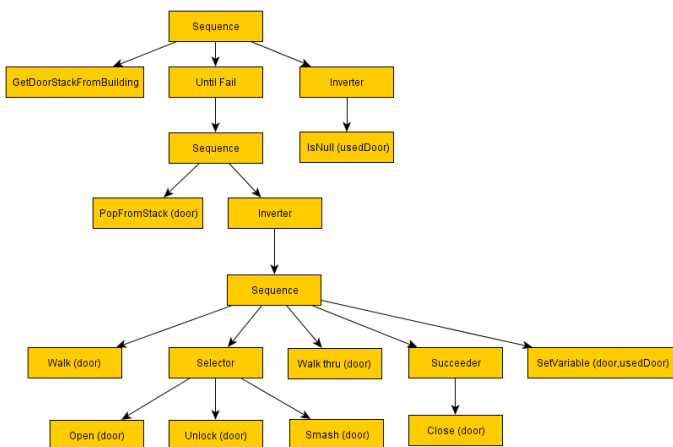 Sequence
GetDoorStackFromBuilding
Until Fail
Inverter
IsNull (usedDoor)
Sequence
PopFromStack (door)
Inverter
Sequence
Walk (door)
Selector
Walk thru (door)
Succeeder
SetVariable (door,usedDoor)
Open (door)
Unlock (door)
Smash (door)
Close (door)